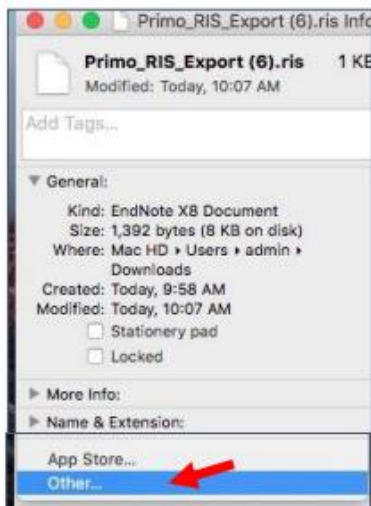 Primo_RIS_Export (6).ris Info
Primo_RIS_Export (6).ris 1 KB
Modified: Today, 10:07 AM
Add Tags...
General:
Kind: EndNote X8 Document
Size: 1,392 bytes (8 KB on disk)
Where: Mac HD ▸ Users ▸ admin ▸
Downloads
Created: Today, 9:58 AM
Modified: Today, 10:07 AM
Stationery pad
Locked
More Info:
Name & Extension:
App Store...
Other...